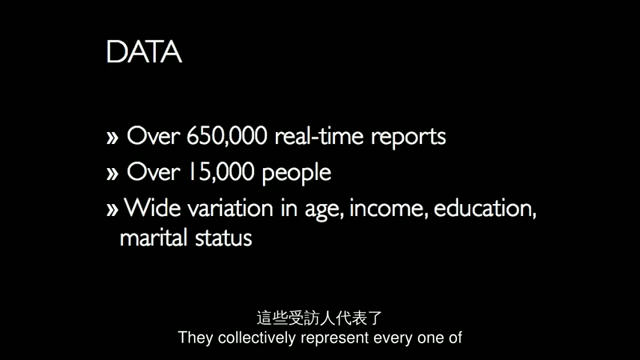 DATA
» Over 650,000 real-time reports
» Over 15,000 people
» Wide variation in age, income, education,
marital status
這些受訪人代表了
They collectively represent every one of